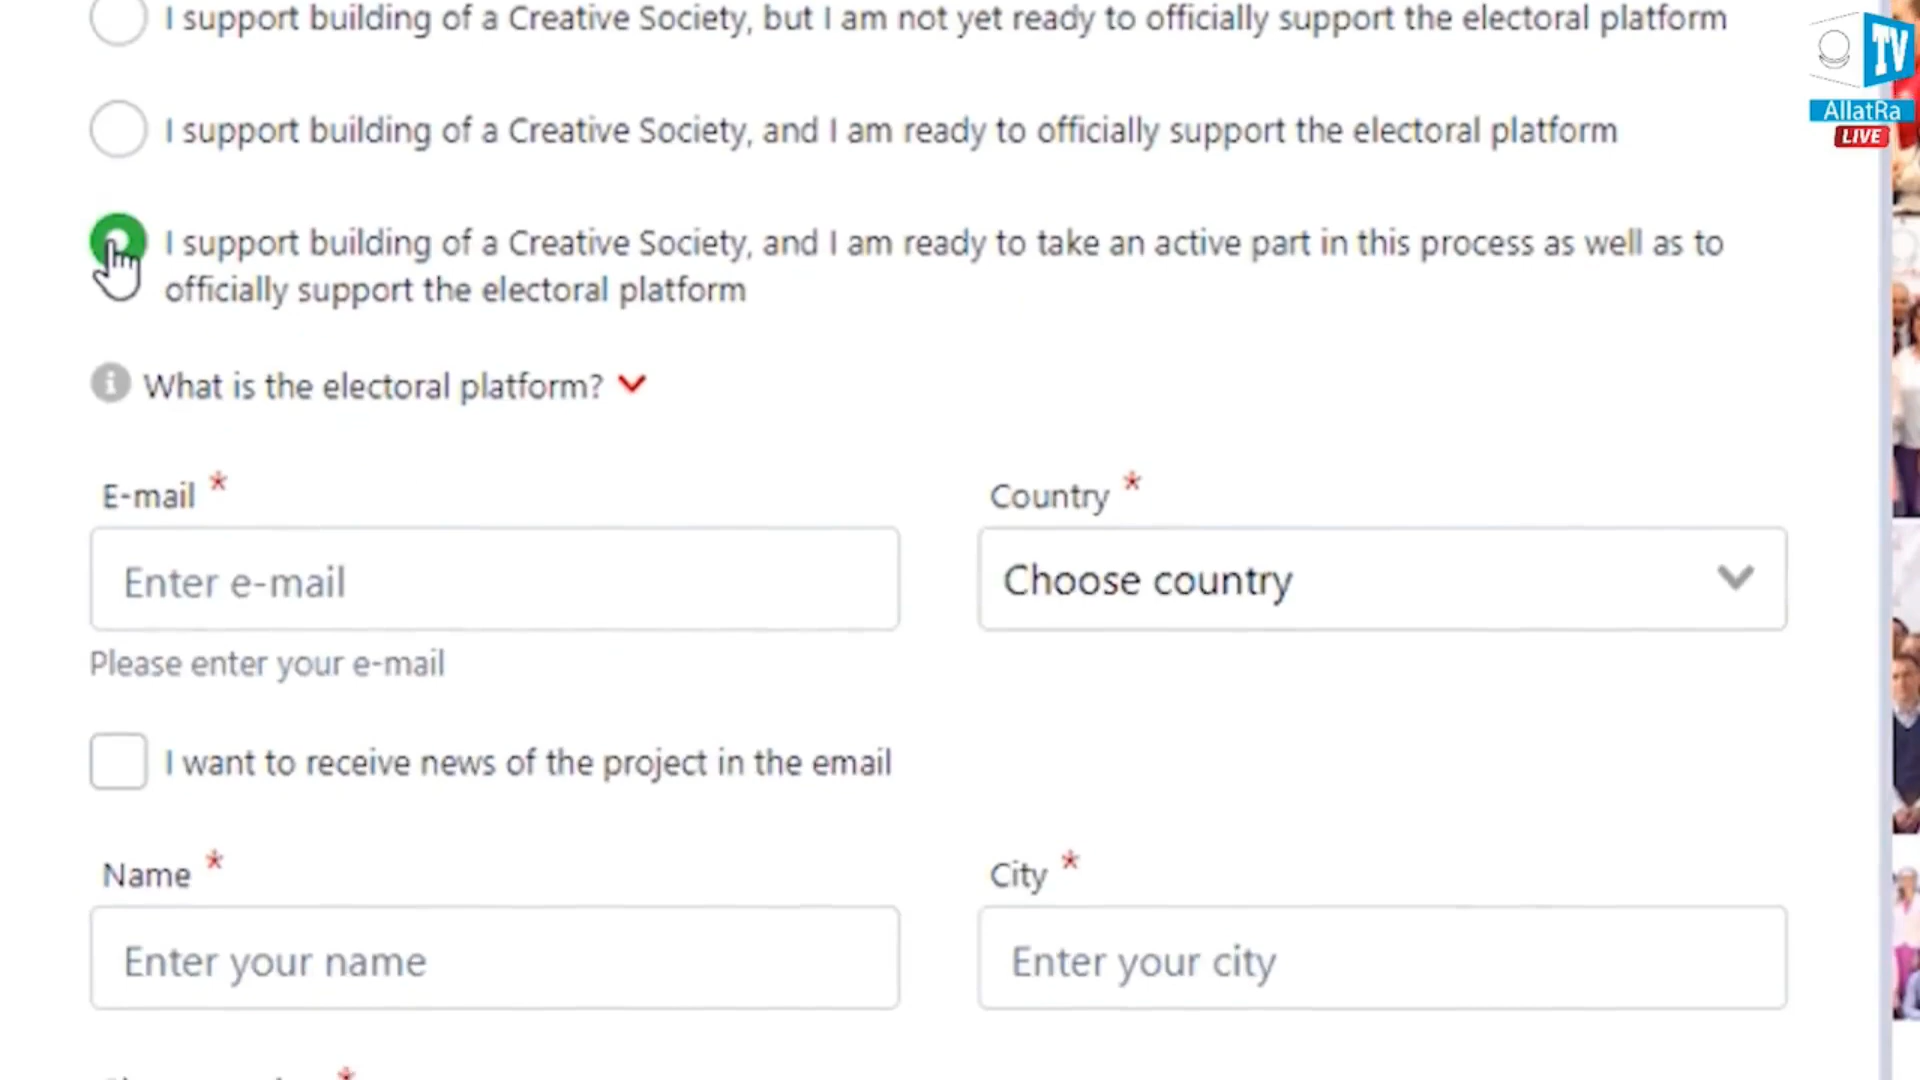 I support building of a Creative Society, but I am not yet ready to officially support the electoral platform
TV
AllatRa
LIVE
I support building of a Creative Society, and I am ready to officially support the electoral platform
I support building of a Creative Society, and I am ready to take an active part in this process as well as to
officially support the electoral platform
What is the electoral platform?
E-mail *
Country *
Enter e-mail
Choose country
Please enter your e-mail
I want to receive news of the project in the email
Name *
City *
Enter your name
Enter your city
*